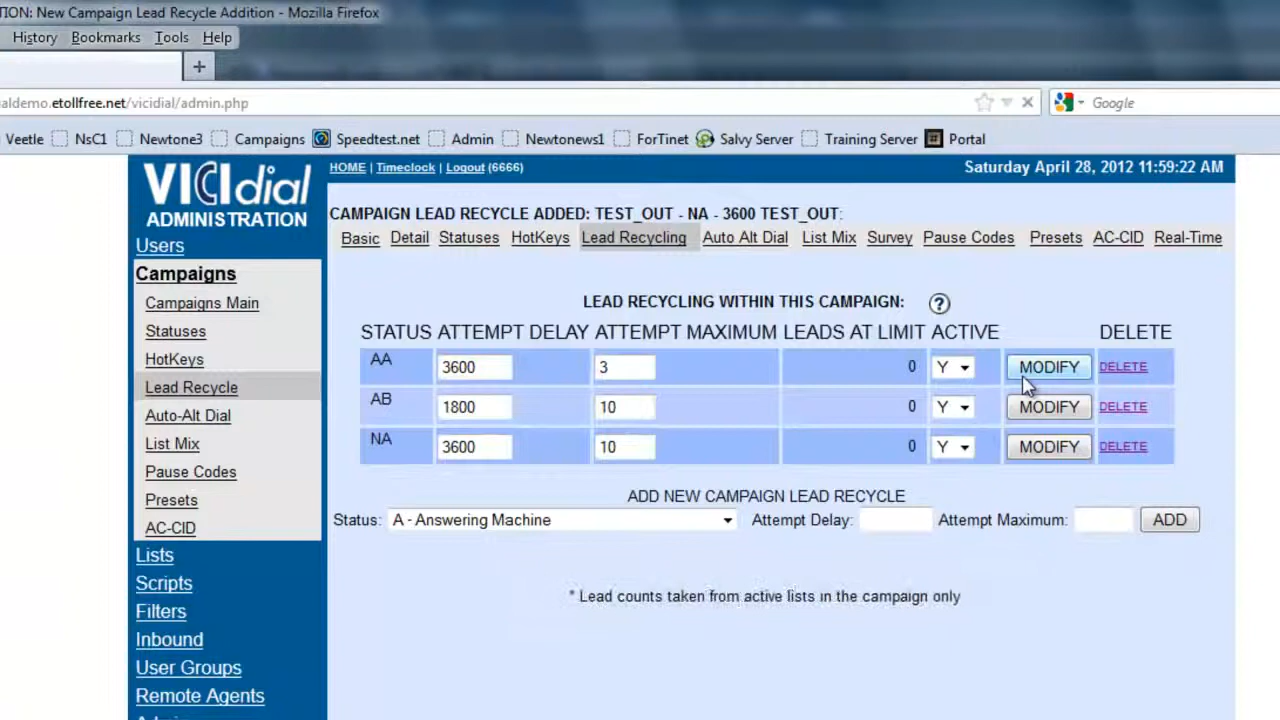 TION: New Campaign Lead Recycle Addition - Mozilla Firefox
History Bookmarks Tools Help
+
aldemo.etollfree.net/vicidial/admin.php
Google
Veetle NsC1 Newtone3 Campaigns Speedtest.net Admin Newtonews1 ForTinet Salvy Server Training Server Portal
VICIdial
ADMINISTRATION
HOME | Timeclock | Logout (6666)
Saturday April 28, 2012 11:59:22 AM
Users
Campaigns
Campaigns Main
Statuses
HotKeys
Lead Recycle
Auto-Alt Dial
List Mix
Pause Codes
Presets
AC-CID
Lists
Scripts
Filters
Inbound
User Groups
Remote Agents
CAMPAIGN LEAD RECYCLE ADDED: TEST_OUT - NA - 3600 TEST_OUT:
Basic Detail Statuses HotKeys Lead Recycling Auto Alt Dial List Mix Survey Pause Codes Presets AC-CID Real-Time
LEAD RECYCLING WITHIN THIS CAMPAIGN: ?
STATUS ATTEMPT DELAY ATTEMPT MAXIMUM LEADS AT LIMIT ACTIVE DELETE
AA 3600 3 0 Y MODIFY DELETE
AB 1800 10 0 Y MODIFY DELETE
NA 3600 10 0 Y MODIFY DELETE
ADD NEW CAMPAIGN LEAD RECYCLE
Status: A - Answering Machine Attempt Delay: Attempt Maximum: ADD
* Lead counts taken from active lists in the campaign only